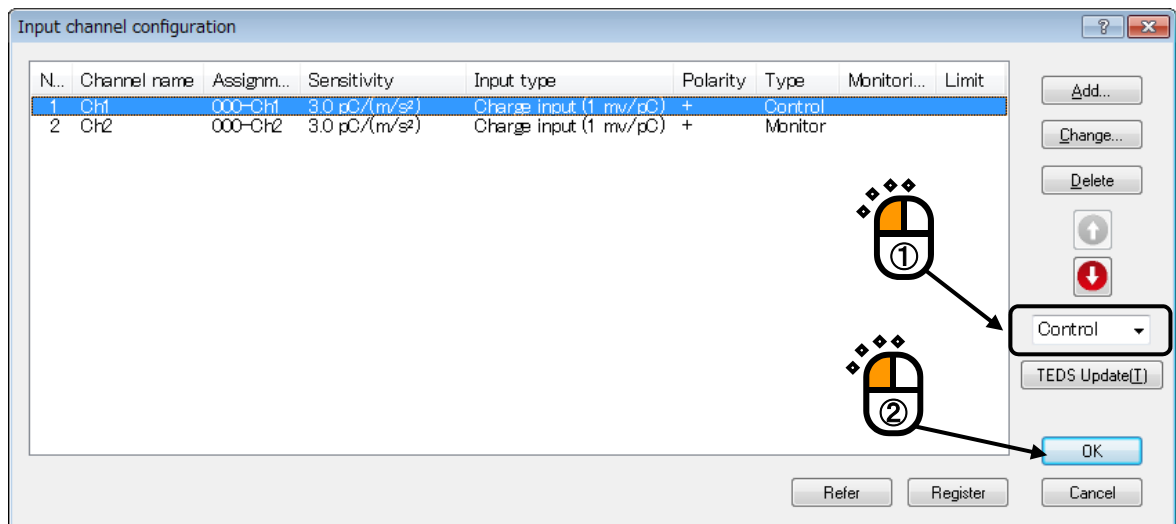 Input channel configuration
N... Channel name Assignm... Sensitivity Input type Polarity Type Monitori... Limit
1 Ch1 000-Ch1 3.0 pC/(m/s²) Charge input (1 mv/pC) + Control
2 Ch2 000-Ch2 3.0 pC/(m/s²) Charge input (1 mv/pC) + Monitor
Add...
Change...
Delete
①
Control
TEDS Update(T)
②
OK
Refer Register Cancel